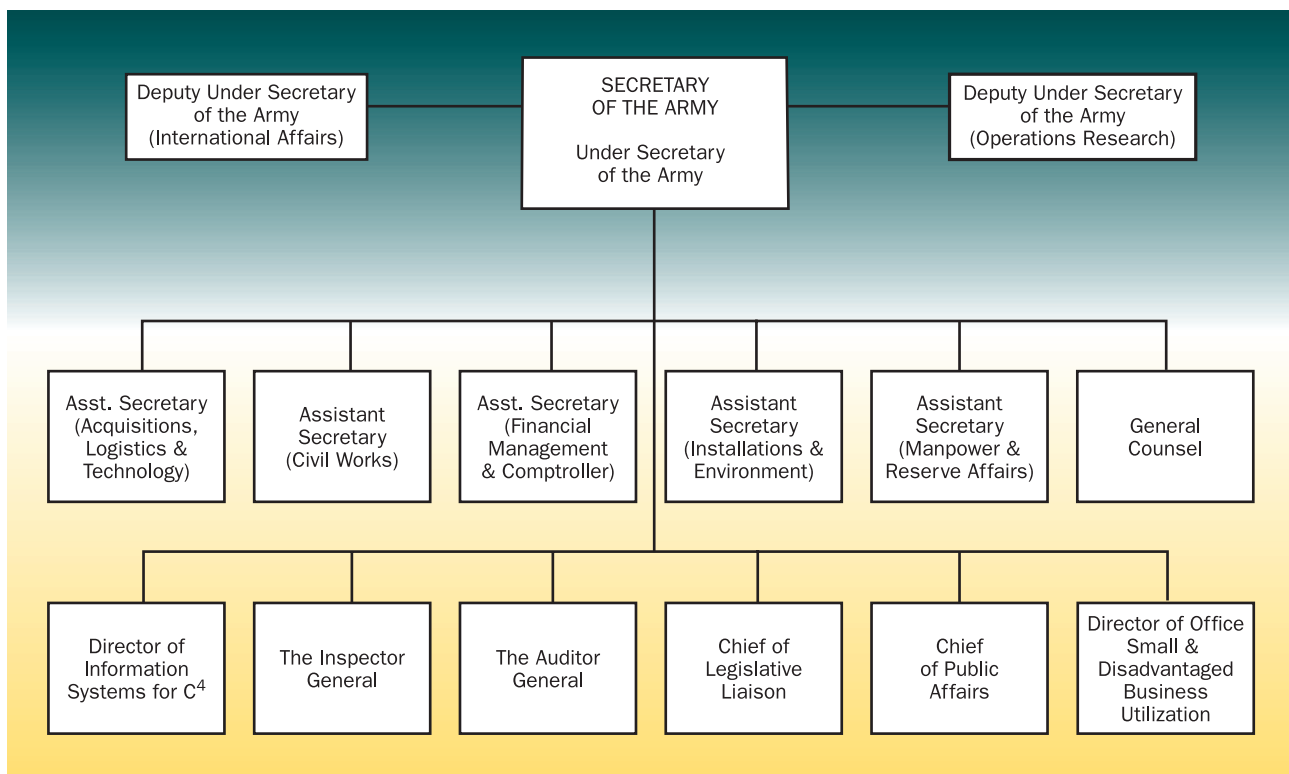 Deputy Under Secretary
of the Army
(International Affairs)
SECRETARY
OF THE ARMY
Under Secretary
of the Army
Deputy Under Secretary
of the Army
(Operations Research)
Asst. Secretary
(Acquisitions,
Logistics &
Technology)
Assistant
Secretary
(Civil Works)
Asst. Secretary
(Financial
Management
& Comptroller)
Assistant
Secretary
(Installations &
Environment)
Assistant
Secretary
(Manpower &
Reserve Affairs)
General
Counsel
Director of
Information
Systems for C⁴
The Inspector
General
The Auditor
General
Chief of
Legislative
Liaison
Chief
of Public
Affairs
Director of Office
Small &
Disadvantaged
Business
Utilization